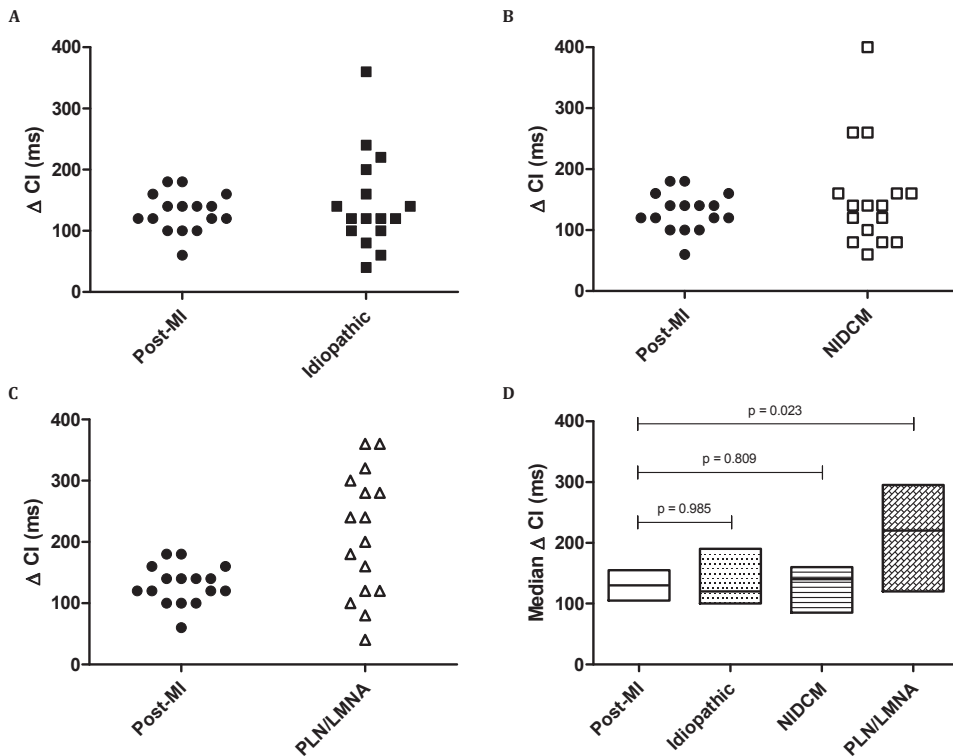 A
Δ CI (ms)
400
300
200
100
0
Post-MI
Idiopathic
B
Δ CI (ms)
400
300
200
100
0
Post-MI
NIDCM
C
Δ CI (ms)
400
300
200
100
0
Post-MI
PLN/LMNA
D
Median Δ CI (ms)
400
300
200
100
0
p = 0.023
p = 0.809
p = 0.985
Post-MI
Idiopathic
NIDCM
PLN/LMNA